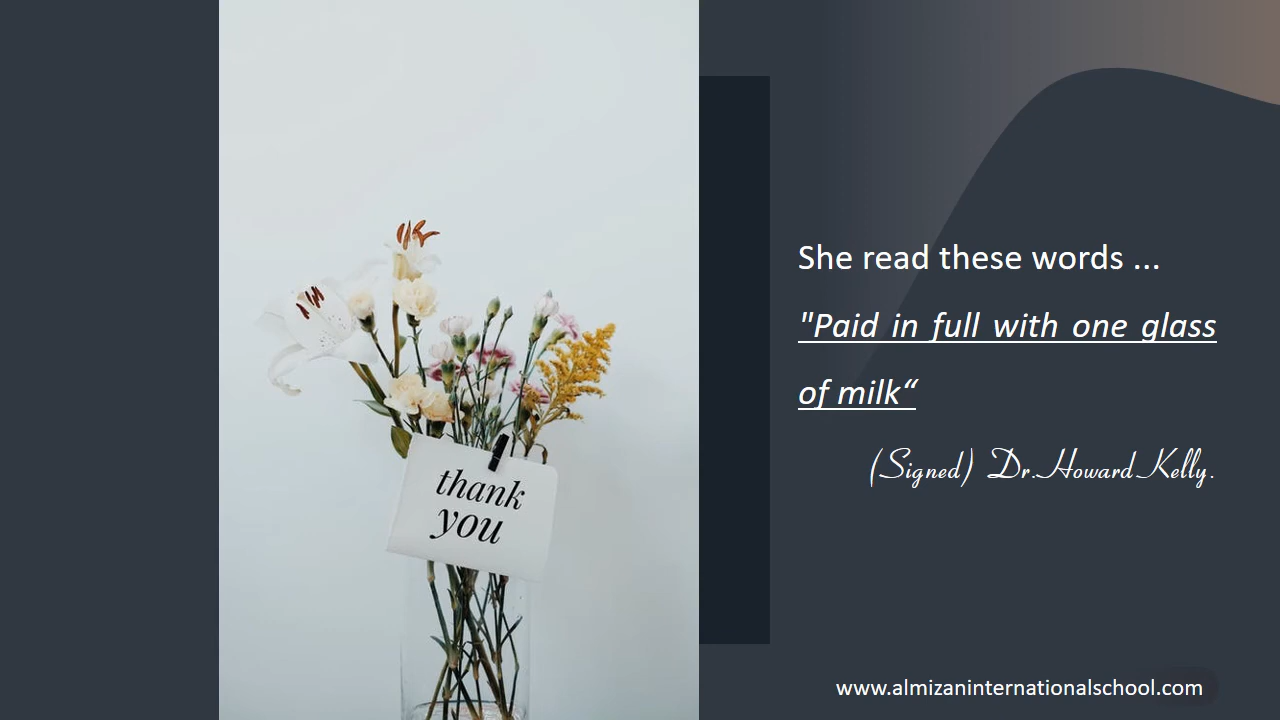 thank
you
She read these words ...
"Paid in full with one glass
of milk“
(Signed) Dr.Howard Kelly.
www.almizaninternationalschool.com